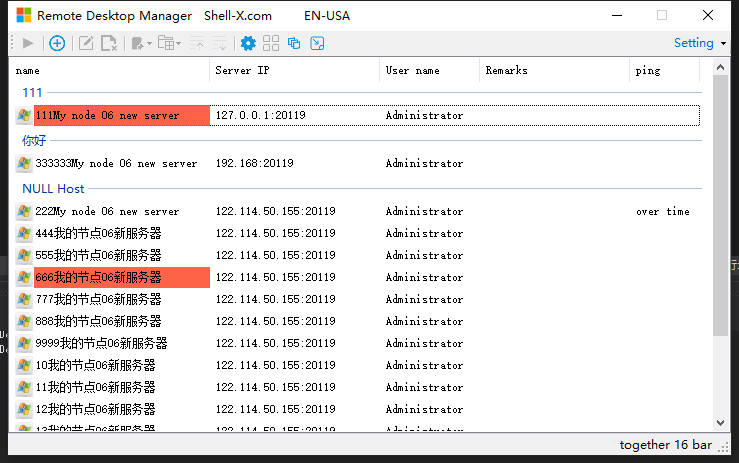 Remote Desktop Manager Shell-X.com EN-USA
Setting
name Server IP User name Remarks ping
111
111My node 06 new server 127.0.0.1:20119 Administrator
你好
333333My node 06 new server 192.168:20119 Administrator
NULL Host
222My node 06 new server 122.114.50.155:20119 Administrator over time
444我的节点06新服务器 122.114.50.155:20119 Administrator
555我的节点06新服务器 122.114.50.155:20119 Administrator
666我的节点06新服务器 122.114.50.155:20119 Administrator
777我的节点06新服务器 122.114.50.155:20119 Administrator
888我的节点06新服务器 122.114.50.155:20119 Administrator
9999我的节点06新服务器 122.114.50.155:20119 Administrator
10我的节点06新服务器 122.114.50.155:20119 Administrator
11我的节点06新服务器 122.114.50.155:20119 Administrator
12我的节点06新服务器 122.114.50.155:20119 Administrator
13我的节点06新服务器 122.114.50.155:20119 Administrator
together 16 bar